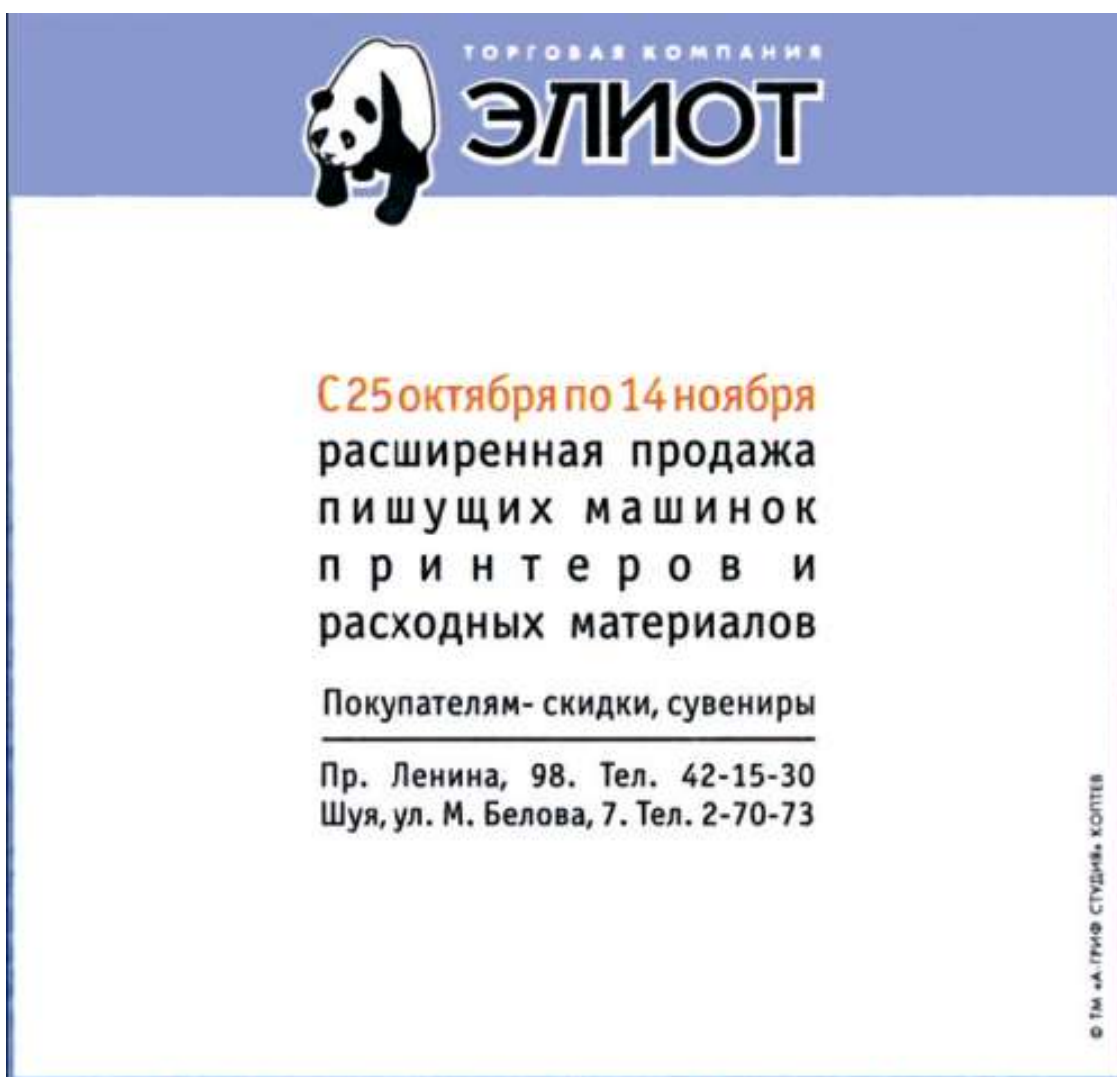 ТОРГОВАЯ КОМПАНИЯ
ЭЛИОТ
С 25 октября по 14 ноября
расширенная продажа
пишущих машинок
принтеров и
расходных материалов
Покупателям- скидки, сувениры
Пр. Ленина, 98. Тел. 42-15-30
Шуя, ул. М. Белова, 7. Тел. 2-70-73
© ТМ «А-ГРИФ СТУДИЯ» КОПТЕВ